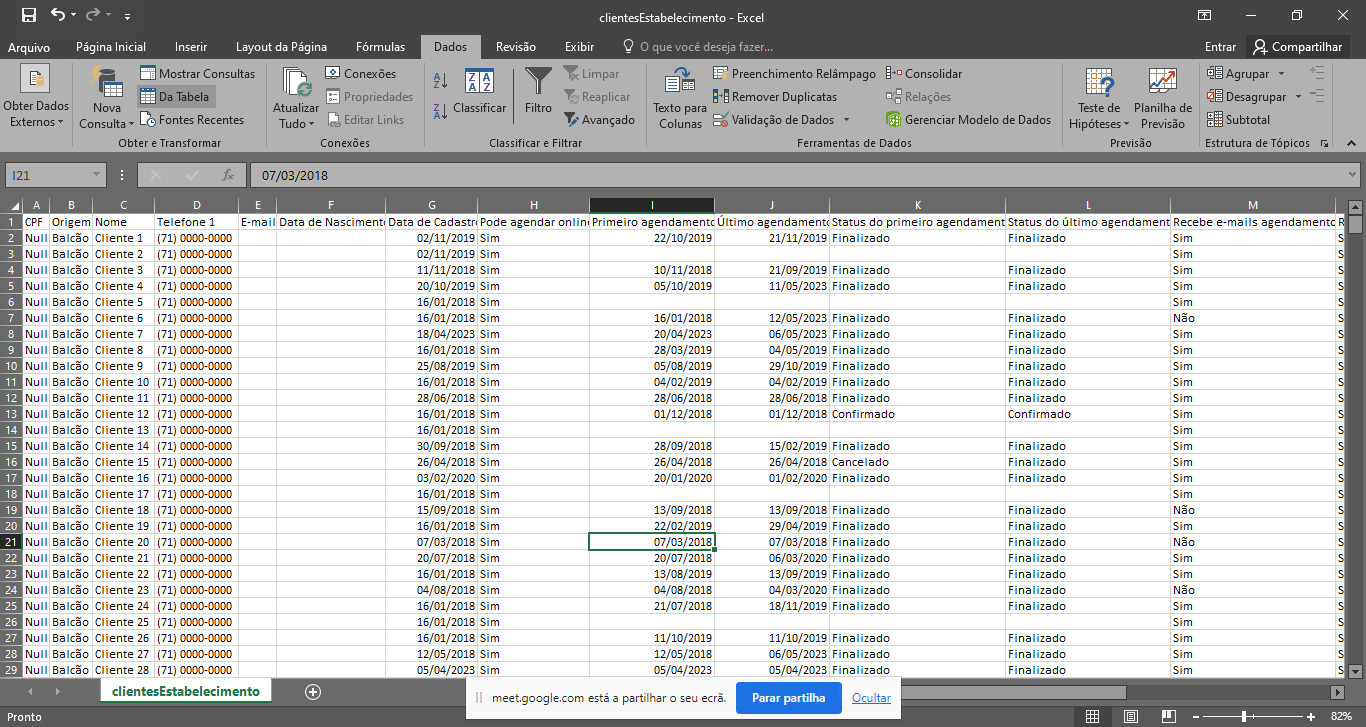 clientesEstabelecimento - Excel
Arquivo Página Inicial Inserir Layout da Página Fórmulas Dados Revisão Exibir O que você deseja fazer... Entrar Compartilhar
Obter Dados Externos
Nova Consulta
Mostrar Consultas
Da Tabela
Fontes Recentes
Obter e Transformar
Atualizar Tudo
Conexões
Propriedades
Editar Links
Conexões
Classificar
Filtro
Limpar
Reaplicar
Avançado
Classificar e Filtrar
Texto para Colunas
Preenchimento Relâmpago
Remover Duplicatas
Validação de Dados
Consolidar
Relações
Gerenciar Modelo de Dados
Ferramentas de Dados
Teste de Hipóteses
Planilha de Previsão
Previsão
Agrupar
Desagrupar
Subtotal
Estrutura de Tópicos
I21 fx 07/03/2018
A B C D E F G H I J K L M
1 CPF Origem Nome Telefone 1 E-mail Data de Nascimento Data de Cadastro Pode agendar online Primeiro agendamento Último agendamento Status do primeiro agendament Status do último agendament Recebe e-mails agendamento R
2 Null Balcão Cliente 1 (71) 0000-0000 02/11/2019 Sim 22/10/2019 21/11/2019 Finalizado Finalizado Sim S
3 Null Balcão Cliente 2 (71) 0000-0000 02/11/2019 Sim Sim S
4 Null Balcão Cliente 3 (71) 0000-0000 11/11/2018 Sim 10/11/2018 21/09/2019 Finalizado Finalizado Sim S
5 Null Balcão Cliente 4 (71) 0000-0000 20/10/2019 Sim 05/10/2019 11/05/2023 Finalizado Finalizado Sim S
6 Null Balcão Cliente 5 (71) 0000-0000 16/01/2018 Sim Sim S
7 Null Balcão Cliente 6 (71) 0000-0000 16/01/2018 Sim 16/01/2018 12/05/2023 Finalizado Finalizado Não S
8 Null Balcão Cliente 7 (71) 0000-0000 18/04/2023 Sim 20/04/2023 06/05/2023 Finalizado Finalizado Sim S
9 Null Balcão Cliente 8 (71) 0000-0000 16/01/2018 Sim 28/03/2019 04/05/2019 Finalizado Finalizado Sim S
10 Null Balcão Cliente 9 (71) 0000-0000 25/08/2019 Sim 05/08/2019 29/10/2019 Finalizado Finalizado Sim S
11 Null Balcão Cliente 10 (71) 0000-0000 16/01/2018 Sim 04/02/2019 04/02/2019 Finalizado Finalizado Sim S
12 Null Balcão Cliente 11 (71) 0000-0000 28/06/2018 Sim 28/06/2018 28/06/2018 Finalizado Finalizado Sim S
13 Null Balcão Cliente 12 (71) 0000-0000 16/01/2018 Sim 01/12/2018 01/12/2018 Confirmado Confirmado Sim S
14 Null Balcão Cliente 13 (71) 0000-0000 16/01/2018 Sim Sim S
15 Null Balcão Cliente 14 (71) 0000-0000 30/09/2018 Sim 28/09/2018 15/02/2019 Finalizado Finalizado Sim S
16 Null Balcão Cliente 15 (71) 0000-0000 26/04/2018 Sim 26/04/2018 26/04/2018 Cancelado Finalizado Sim S
17 Null Balcão Cliente 16 (71) 0000-0000 03/02/2020 Sim 20/01/2020 01/02/2020 Finalizado Finalizado Sim S
18 Null Balcão Cliente 17 (71) 0000-0000 16/01/2018 Sim Sim S
19 Null Balcão Cliente 18 (71) 0000-0000 15/09/2018 Sim 13/09/2018 13/09/2018 Finalizado Finalizado Não S
20 Null Balcão Cliente 19 (71) 0000-0000 16/01/2018 Sim 22/02/2019 29/04/2019 Finalizado Finalizado Sim S
21 Null Balcão Cliente 20 (71) 0000-0000 07/03/2018 Sim 07/03/2018 07/03/2018 Finalizado Finalizado Não S
22 Null Balcão Cliente 21 (71) 0000-0000 20/07/2018 Sim 20/07/2018 06/03/2020 Finalizado Finalizado Sim S
23 Null Balcão Cliente 22 (71) 0000-0000 16/01/2018 Sim 13/08/2019 13/09/2019 Finalizado Finalizado Sim S
24 Null Balcão Cliente 23 (71) 0000-0000 04/08/2018 Sim 04/08/2018 04/03/2020 Finalizado Finalizado Não S
25 Null Balcão Cliente 24 (71) 0000-0000 16/01/2018 Sim 21/07/2018 18/11/2019 Finalizado Finalizado Sim S
26 Null Balcão Cliente 25 (71) 0000-0000 16/01/2018 Sim Sim S
27 Null Balcão Cliente 26 (71) 0000-0000 16/01/2018 Sim 11/10/2019 11/10/2019 Finalizado Finalizado Sim S
28 Null Balcão Cliente 27 (71) 0000-0000 12/05/2018 Sim 12/05/2018 06/05/2023 Finalizado Finalizado Sim S
29 Null Balcão Cliente 28 (71) 0000-0000 05/04/2023 Sim 05/04/2023 05/04/2023 Finalizado Finalizado Sim S
clientesEstabelecimento
meet.google.com está a partilhar o seu ecrã. Parar partilha Ocultar
Pronto 82%